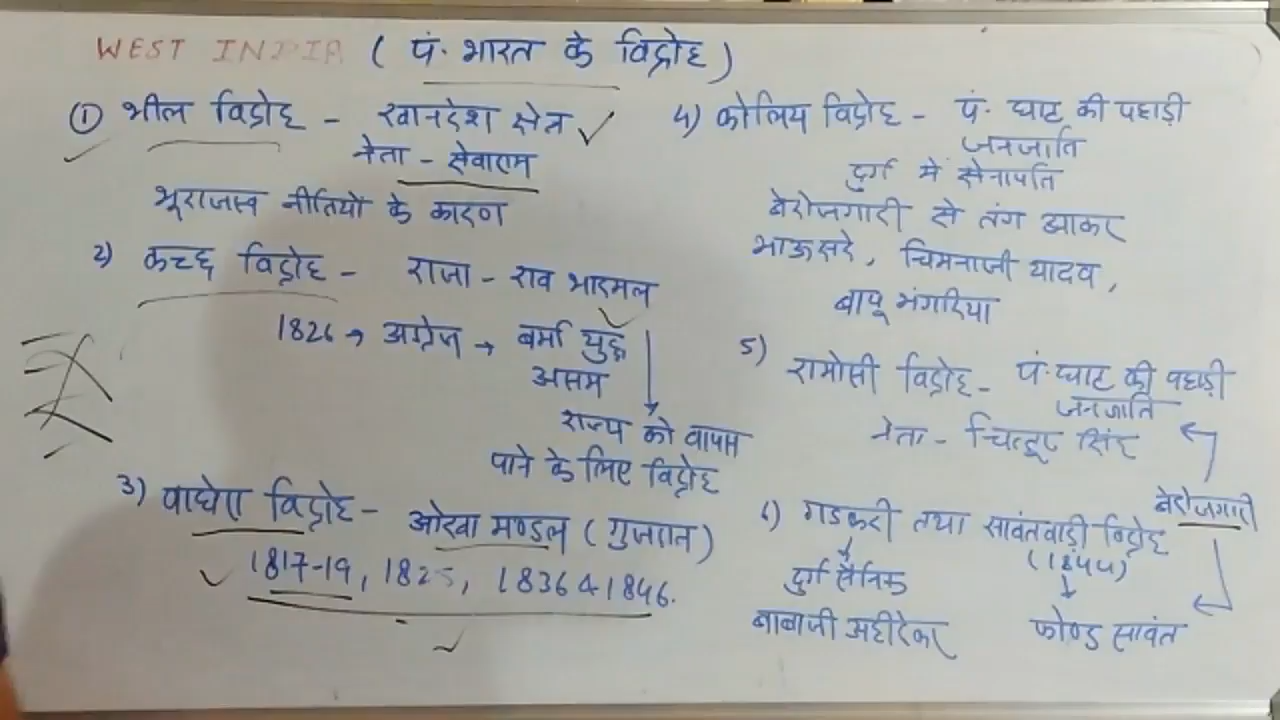 WEST INDIA ( पं. भारत के विद्रोह )
① भील विद्रोह - खानदेश क्षेत्र
नेता - सेवाराम
भूराजस्व नीतियों के कारण
2) कच्छ विद्रोह - राजा - राव भारमल
1826 → अंग्रेज → बर्मा युद्ध
असम
राज्य को वापस
पाने के लिए विद्रोह
3) वाघेरा विद्रोह - ओखा मण्डल ( गुजरात )
1817-19, 1825, 1836 & 1846.
4) कोलिय विद्रोह - पं. घाट की पहाड़ी
जनजाति
दुर्ग में सेनापति
बेरोजगारी से तंग आकर
भाऊसरे, चिमनाजी यादव,
बापू भंगरिया
5) रामोसी विद्रोह - पं. घाट की पहाड़ी
जनजाति
नेता - चित्तूर सिंह
बेरोजगारी
6) गडकरी तथा सावंतवाड़ी विद्रोह
(1844)
दुर्ग सैनिक
बाबाजी अहीरेकर फोण्ड सावंत